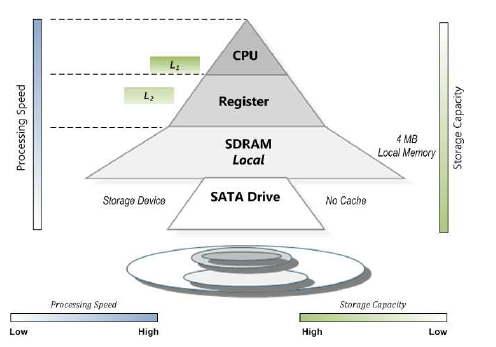 CPU
L1
L2
Register
SDRAM
Local
4 MB
Local Memory
Processing Speed
Storage Capacity
Storage Device
SATA Drive
No Cache
Processing Speed
Low
High
Storage Capacity
High
Low